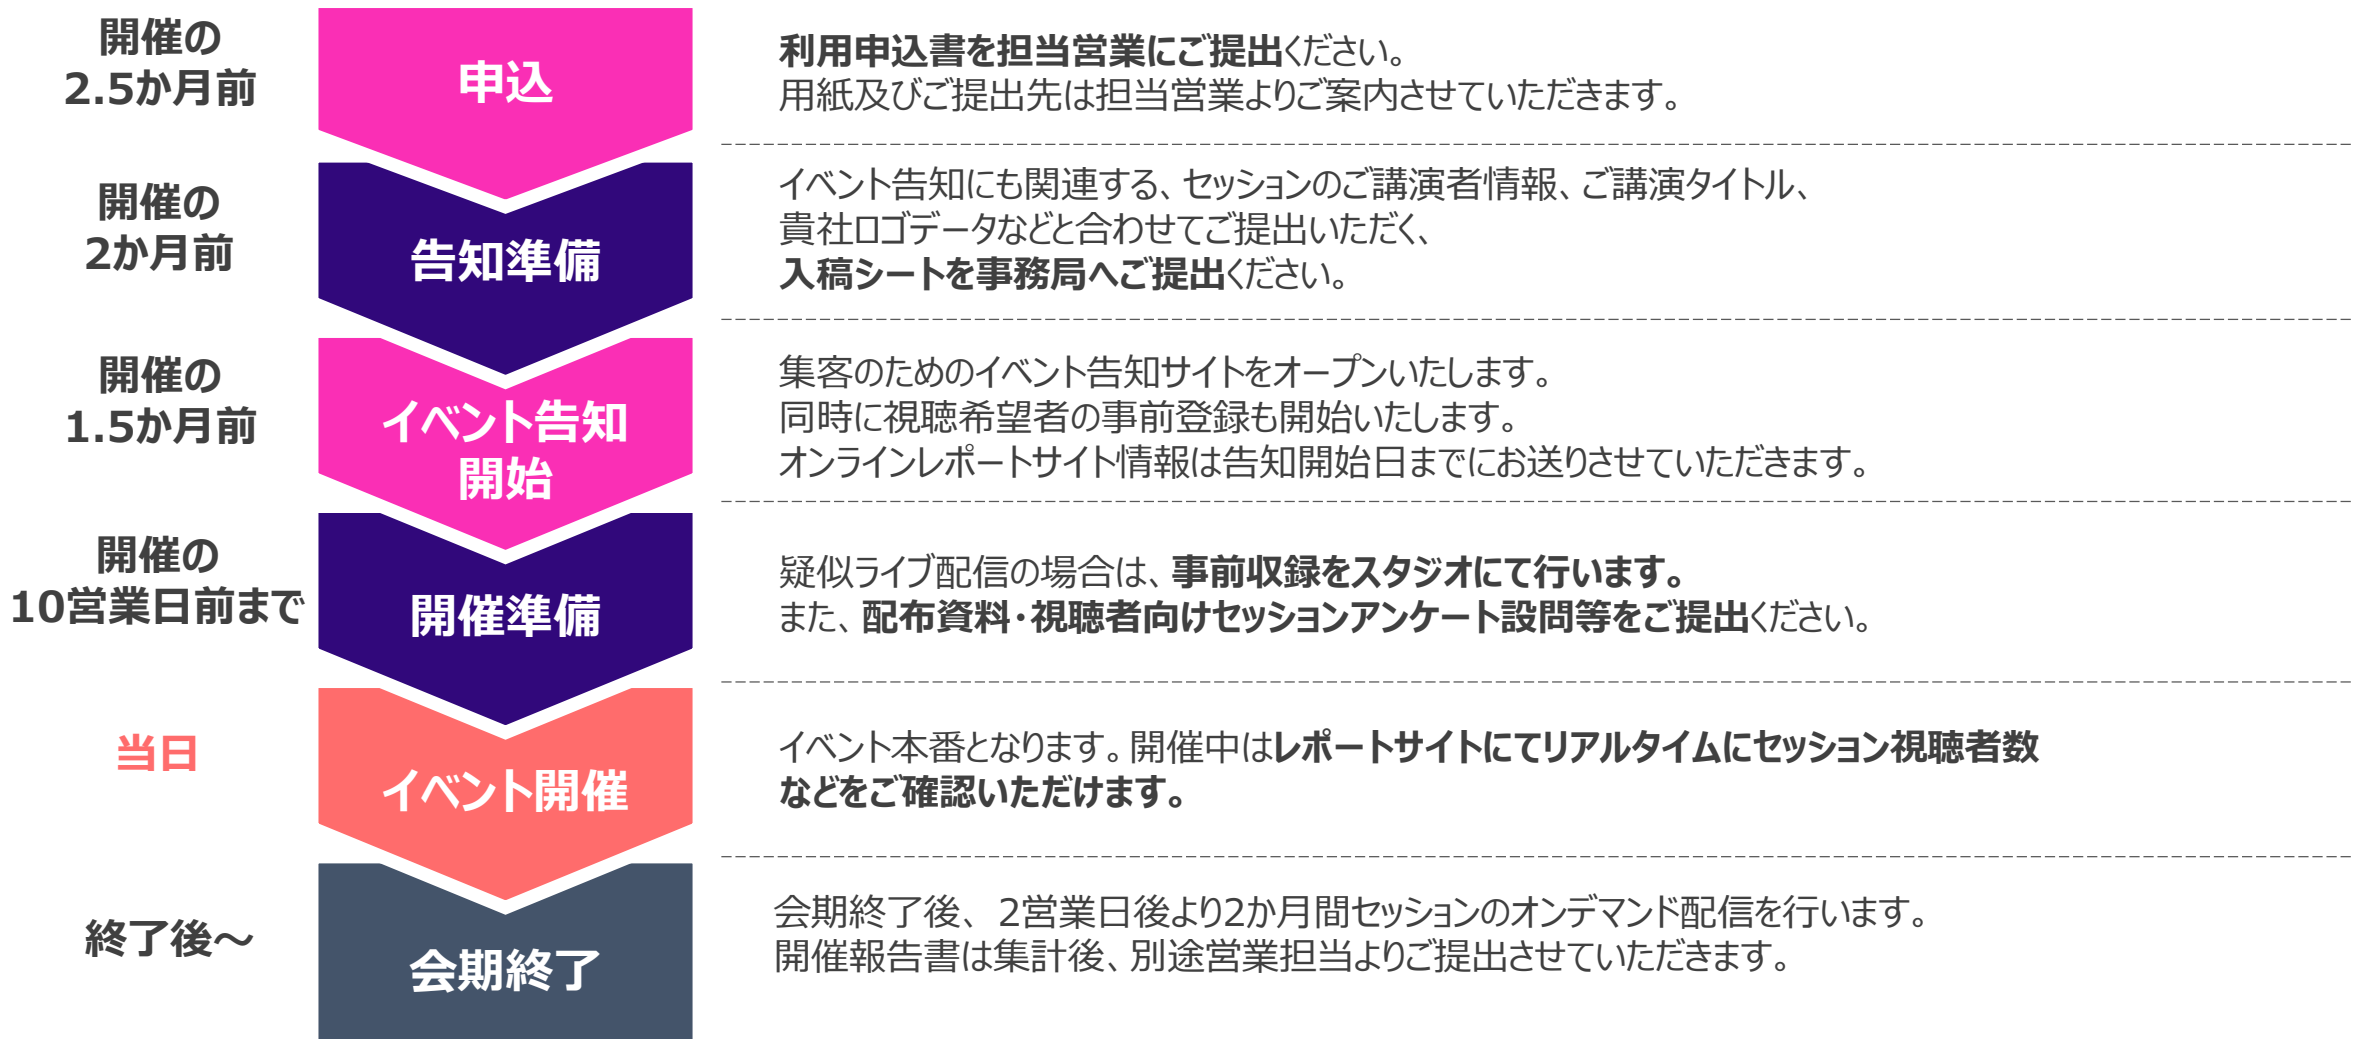 開催の
2.5か月前
申込
利用申込書を担当営業にご提出ください。
用紙及びご提出先は担当営業よりご案内させていただきます。
開催の
2か月前
告知準備
イベント告知にも関連する、セッションのご講演者情報、ご講演タイトル、
貴社ロゴデータなどと合わせてご提出いただく、
入稿シートを事務局へご提出ください。
開催の
1.5か月前
イベント告知
開始
集客のためのイベント告知サイトをオープンいたします。
同時に視聴希望者の事前登録も開始いたします。
オンラインレポートサイト情報は告知開始日までにお送りさせていただきます。
開催の
10営業日前まで
開催準備
疑似ライブ配信の場合は、事前収録をスタジオにて行います。
また、配布資料・視聴者向けセッションアンケート設問等をご提出ください。
当日
イベント開催
イベント本番となります。開催中はレポートサイトにてリアルタイムにセッション視聴者数
などをご確認いただけます。
終了後～
会期終了
会期終了後、2営業日後より2か月間セッションのオンデマンド配信を行います。
開催報告書は集計後、別途営業担当よりご提出させていただきます。